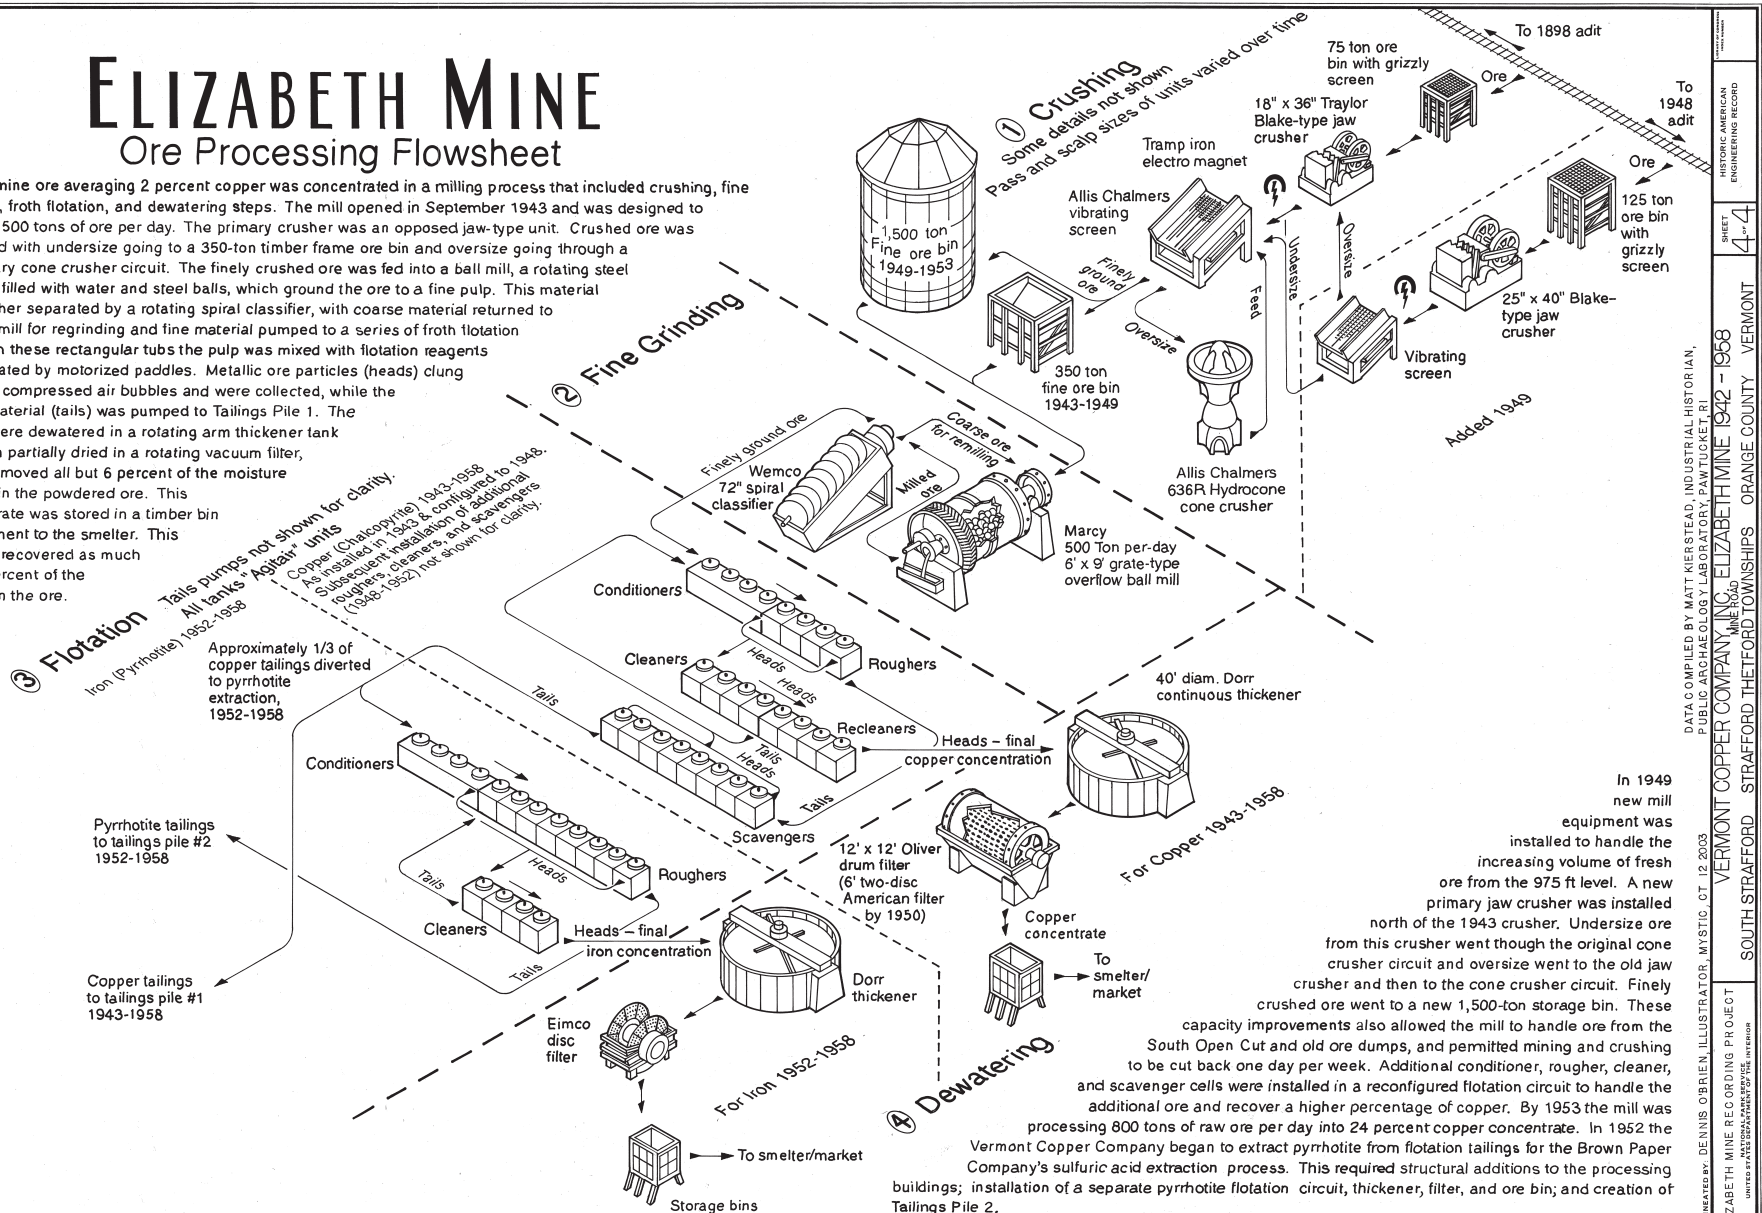 ELIZABETH MINE
Ore Processing Flowsheet
mine ore averaging 2 percent copper was concentrated in a milling process that included crushing, fine
, froth flotation, and dewatering steps. The mill opened in September 1943 and was designed to
500 tons of ore per day. The primary crusher was an opposed jaw-type unit. Crushed ore was
d with undersize going to a 350-ton timber frame ore bin and oversize going through a
ry cone crusher circuit. The finely crushed ore was fed into a ball mill, a rotating steel
filled with water and steel balls, which ground the ore to a fine pulp. This material
her separated by a rotating spiral classifier, with coarse material returned to
mill for regrinding and fine material pumped to a series of froth flotation
n these rectangular tubs the pulp was mixed with flotation reagents
ated by motorized paddles. Metallic ore particles (heads) clung
compressed air bubbles and were collected, while the
aterial (tails) was pumped to Tailings Pile 1. The
ere dewatered in a rotating arm thickener tank
n partially dried in a rotating vacuum filter,
moved all but 6 percent of the moisture
in the powdered ore. This
rate was stored in a timber bin
ment to the smelter. This
recovered as much
rcent of the
n the ore.
1 Crushing
Some details not shown
Pass and scalp sizes of units varied over time
To 1898 adit
75 ton ore
bin with grizzly
screen
Ore
To
1948
adit
18" x 36" Traylor
Blake-type jaw
crusher
Tramp iron
electro magnet
Allis Chalmers
vibrating
screen
Ore
125 ton
ore bin
with
grizzly
screen
1,500 ton
Fine ore bin
1949-1953
Finely
ground
ore
Oversize
Undersize
Feed
Oversize
25" x 40" Blake-
type jaw
crusher
Vibrating
screen
350 ton
fine ore bin
1943-1949
Added 1949
Allis Chalmers
636R Hydrocone
cone crusher
2 Fine Grinding
Finely ground ore
Coarse ore
for remilling
Wemco
72" spiral
classifier
Milled
ore
Marcy
500 Ton per-day
6' x 9' grate-type
overflow ball mill
3 Flotation
Tails pumps not shown for clarity.
All tanks "Agitair" units
Copper (Chalcopyrite) 1943-1958
As installed in 1943 & configured to 1948.
Subsequent installation of additional
roughers, cleaners, and scavengers
(1948-1952) not shown for clarity.
Iron (Pyrrhotite) 1952-1958
Approximately 1/3 of
copper tailings diverted
to pyrrhotite
extraction,
1952-1958
Conditioners
Roughers
Heads
Cleaners
Heads
Recleaners
Tails
Tails
Heads
Scavengers
Tails
Heads - final
copper concentration
40' diam. Dorr
continuous thickener
Conditioners
Roughers
Heads
Tails
Cleaners
Heads - final
iron concentration
Tails
Pyrrhotite tailings
to tailings pile #2
1952-1958
Copper tailings
to tailings pile #1
1943-1958
12' x 12' Oliver
drum filter
(6' two-disc
American filter
by 1950)
For Copper 1943-1958
Copper
concentrate
To
smelter/
market
Dorr
thickener
Eimco
disc
filter
For Iron 1952-1958
To smelter/market
Storage bins
4 Dewatering
In 1949
new mill
equipment was
installed to handle the
increasing volume of fresh
ore from the 975 ft level. A new
primary jaw crusher was installed
north of the 1943 crusher. Undersize ore
from this crusher went though the original cone
crusher circuit and oversize went to the old jaw
crusher and then to the cone crusher circuit. Finely
crushed ore went to a new 1,500-ton storage bin. These
capacity improvements also allowed the mill to handle ore from the
South Open Cut and old ore dumps, and permitted mining and crushing
to be cut back one day per week. Additional conditioner, rougher, cleaner,
and scavenger cells were installed in a reconfigured flotation circuit to handle the
additional ore and recover a higher percentage of copper. By 1953 the mill was
processing 800 tons of raw ore per day into 24 percent copper concentrate. In 1952 the
Vermont Copper Company began to extract pyrrhotite from flotation tailings for the Brown Paper
Company's sulfuric acid extraction process. This required structural additions to the processing
buildings; installation of a separate pyrrhotite flotation circuit, thickener, filter, and ore bin; and creation of
Tailings Pile 2.
DATA COMPILED BY MATT KIERSTEAD, INDUSTRIAL HISTORIAN,
PUBLIC ARCHAEOLOGY LABORATORY, PAWTUCKET, RI
NEATED BY: DENNIS O'BRIEN, ILLUSTRATOR, MYSTIC, CT 12 2003
LIBRARY OF CONGRESS
INDEX NUMBER
HISTORIC AMERICAN
ENGINEERING RECORD
SHEET
4 OF 4
VERMONT COPPER COMPANY, INC, ELIZABETH MINE 1942 - 1958
MINE ROAD
SOUTH STRAFFORD STRAFFORD THETFORD TOWNSHIPS ORANGE COUNTY VERMONT
ZABETH MINE RECORDING PROJECT
NATIONAL PARK SERVICE
UNITED STATES DEPARTMENT OF THE INTERIOR